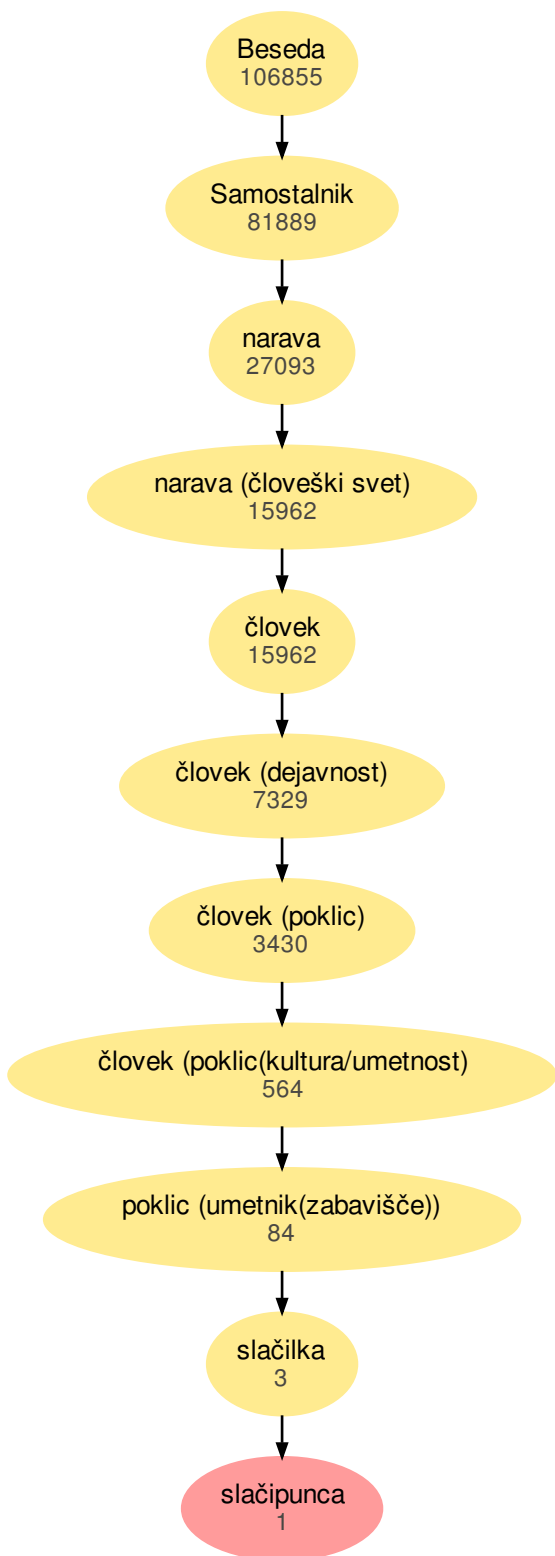 Beseda
106855
Samostalnik
81889
narava
27093
narava (človeški svet)
15962
človek
15962
človek (dejavnost)
7329
človek (poklic)
3430
človek (poklic(kultura/umetnost)
564
poklic (umetnik(zabavišče))
84
slačilka
3
slačipunca
1